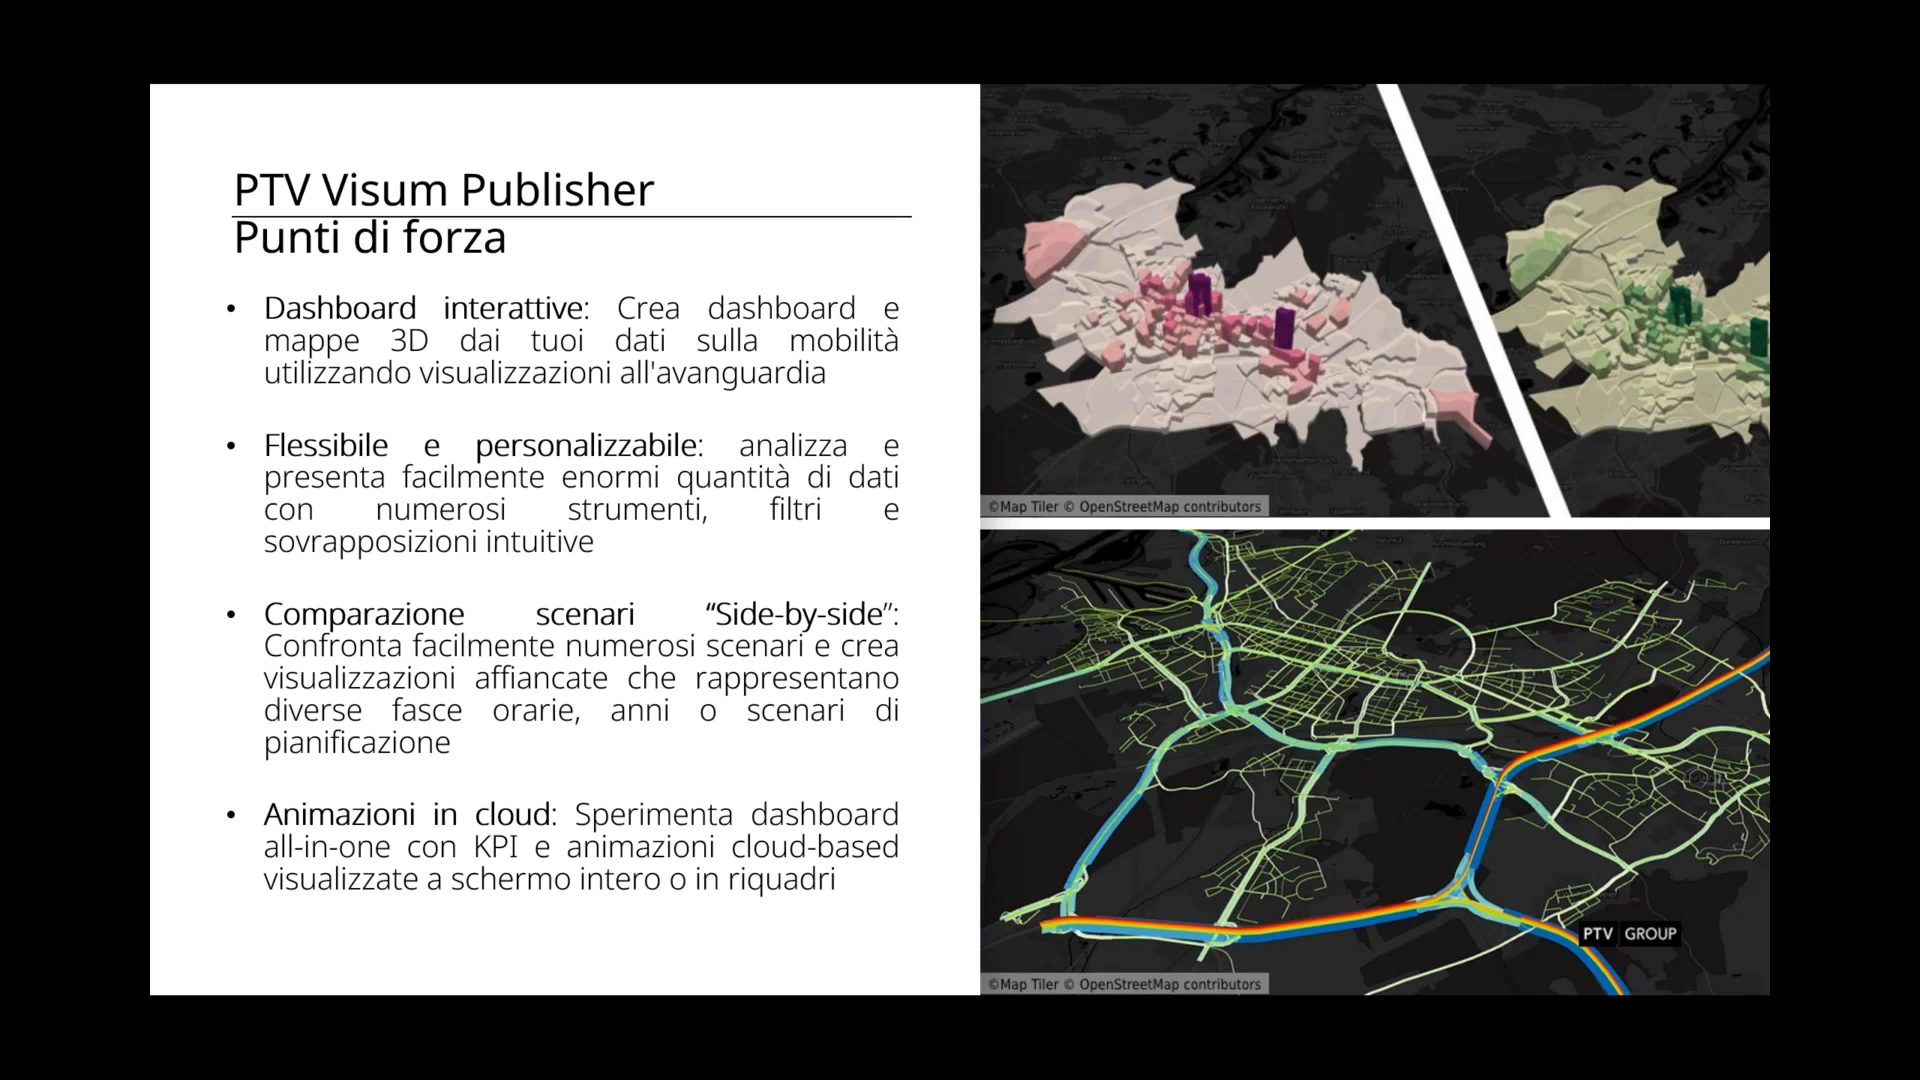 PTV Visum Publisher
Punti di forza
• Dashboard interattive: Crea dashboard e
mappe 3D dai tuoi dati sulla mobilità
utilizzando visualizzazioni all'avanguardia
• Flessibile e personalizzabile: analizza e
presenta facilmente enormi quantità di dati
con numerosi strumenti, filtri e
sovrapposizioni intuitive
• Comparazione scenari “Side-by-side”:
Confronta facilmente numerosi scenari e crea
visualizzazioni affiancate che rappresentano
diverse fasce orarie, anni o scenari di
pianificazione
• Animazioni in cloud: Sperimenta dashboard
all-in-one con KPI e animazioni cloud-based
visualizzate a schermo intero o in riquadri
©Map Tiler © OpenStreetMap contributors
PTV GROUP
©Map Tiler © OpenStreetMap contributors